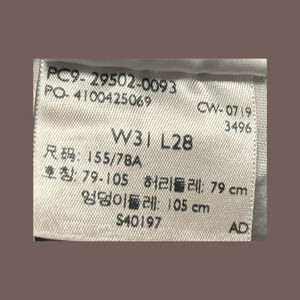 PC9- 29502-0093
PO- 4100425069
CW-0719
3496
W31 L28
尺码: 155/78A
호칭: 79-105 허리둘레: 79 cm
엉덩이둘레: 105 cm
S40197
AD